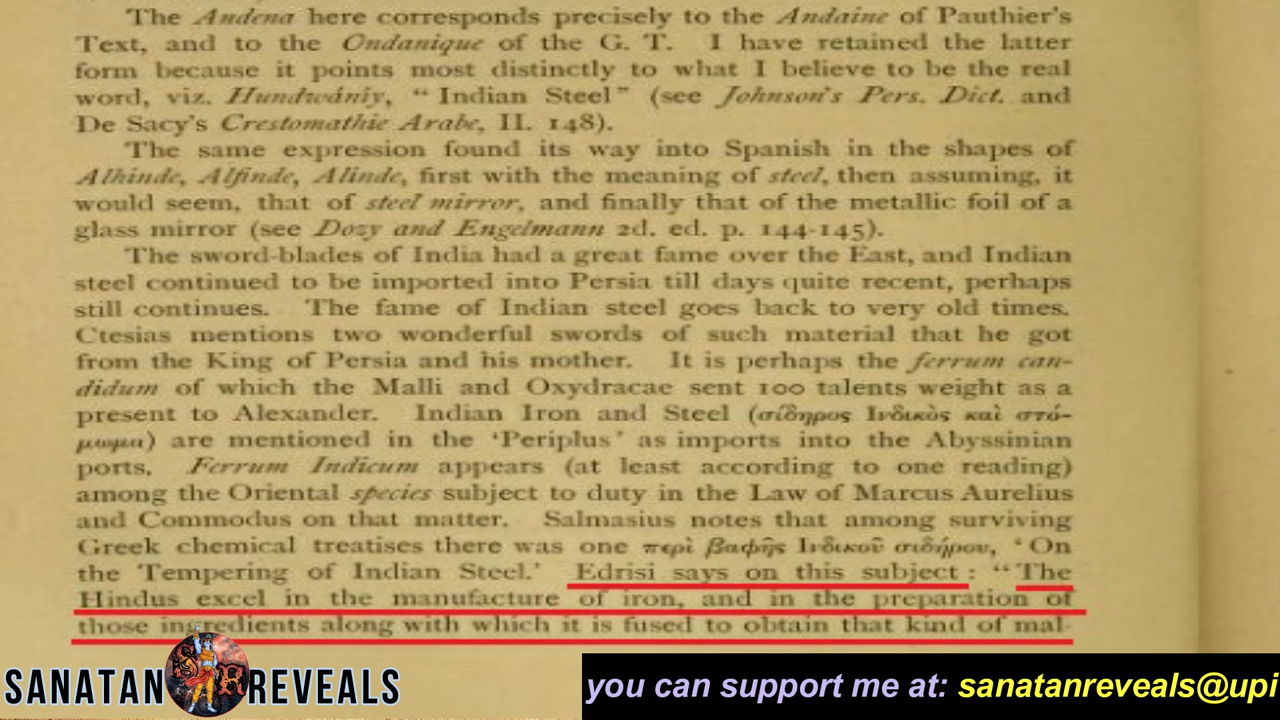 The Andena here corresponds precisely to the Andaine of Pauthier's
Text, and to the Ondanique of the G. T. I have retained the latter
form because it points most distinctly to what I believe to be the real
word, viz. Hundwániy, "Indian Steel" (see Johnson's Pers. Dict. and
De Sacy's Crestomathie Arabe, II. 148).
The same expression found its way into Spanish in the shapes of
Alhinde, Alfinde, Alinde, first with the meaning of steel, then assuming, it
would seem, that of steel mirror, and finally that of the metallic foil of a
glass mirror (see Dozy and Engelmann 2d. ed. p. 144-145).
The sword-blades of India had a great fame over the East, and Indian
steel continued to be imported into Persia till days quite recent, perhaps
still continues. The fame of Indian steel goes back to very old times.
Ctesias mentions two wonderful swords of such material that he got
from the King of Persia and his mother. It is perhaps the ferrum can-
didum of which the Malli and Oxydracae sent 100 talents weight as a
present to Alexander. Indian Iron and Steel (σίδηρος Ινδικὸς καὶ στό-
μωμα) are mentioned in the 'Periplus' as imports into the Abyssinian
ports. Ferrum Indicum appears (at least according to one reading)
among the Oriental species subject to duty in the Law of Marcus Aurelius
and Commodus on that matter. Salmasius notes that among surviving
Greek chemical treatises there was one περὶ βαφῆς Ινδικοῦ σιδήρου, 'On
the Tempering of Indian Steel.' Edrisi says on this subject: "The
Hindus excel in the manufacture of iron, and in the preparation of
those ingredients along with which it is fused to obtain that kind of mal-
SANATAN REVEALS
you can support me at: sanatanreveals@upi